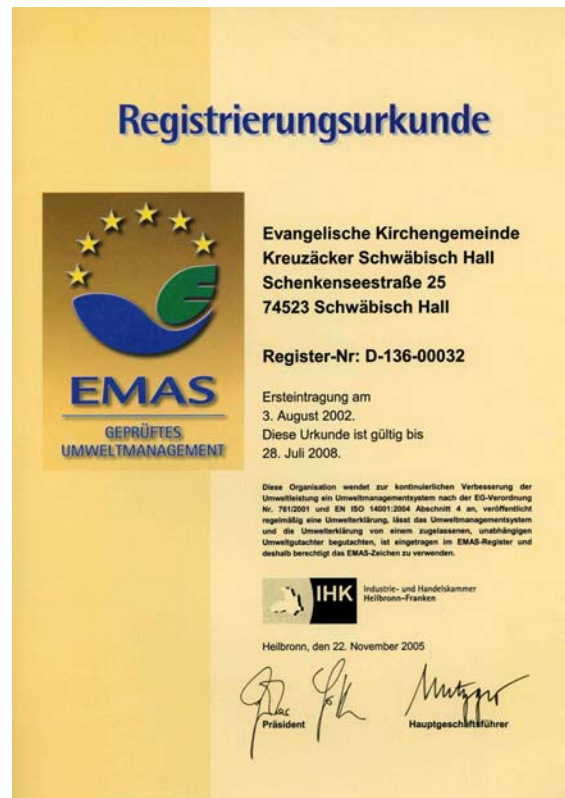 Registrierungsurkunde
EMAS
GEPRÜFTES
UMWELTMANAGEMENT
Evangelische Kirchengemeinde
Kreuzäcker Schwäbisch Hall
Schenkenseestraße 25
74523 Schwäbisch Hall
Register-Nr: D-136-00032
Ersteintragung am
3. August 2002.
Diese Urkunde ist gültig bis
28. Juli 2008.
Diese Organisation wendet zur kontinuierlichen Verbesserung der
Umweltleistung ein Umweltmanagementsystem nach der EG-Verordnung
Nr. 761/2001 und EN ISO 14001:2004 Abschnitt 4 an, veröffentlicht
regelmäßig eine Umwelterklärung, lässt das Umweltmanagementsystem
und die Umwelterklärung von einem zugelassenen, unabhängigen
Umweltgutachter begutachten, ist eingetragen im EMAS-Register und
deshalb berechtigt das EMAS-Zeichen zu verwenden.
IHK
Industrie- und Handelskammer
Heilbronn-Franken
Heilbronn, den 22. November 2005
Präsident
Hauptgeschäftsführer